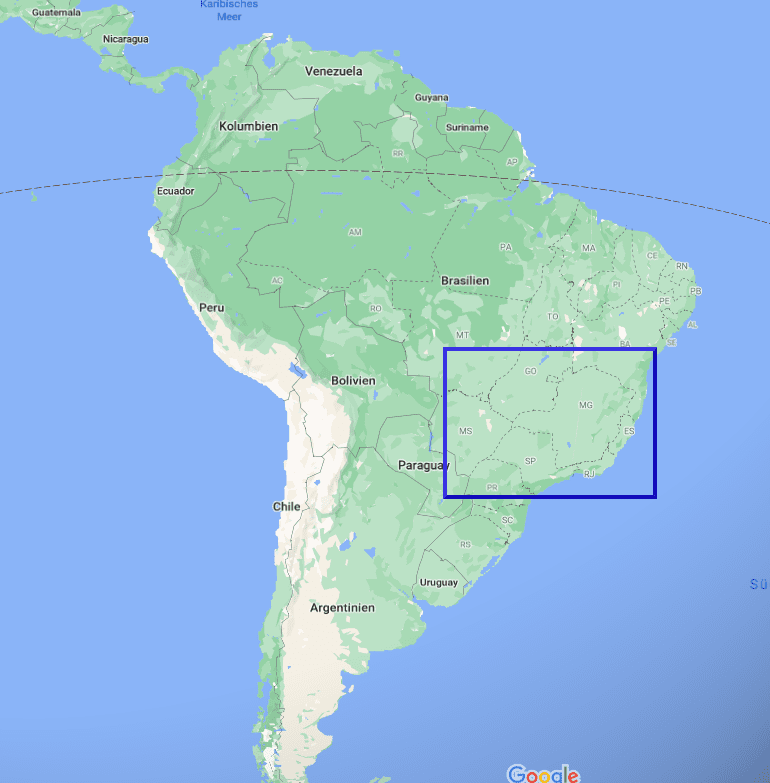 Karibisches
Meer
Guatemala
Nicaragua
Venezuela
Guyana
Kolumbien
Suriname
RR
AP
Ecuador
AM
PA
MA
CE
RN
AC
Brasilien
PI
PB
Peru
RO
TO
PE
AL
MT
BA
SE
GO
Bolivien
MG
MS
ES
SP
Paraguay
RJ
PR
Chile
SC
RS
Uruguay
Sü
Argentinien
Google